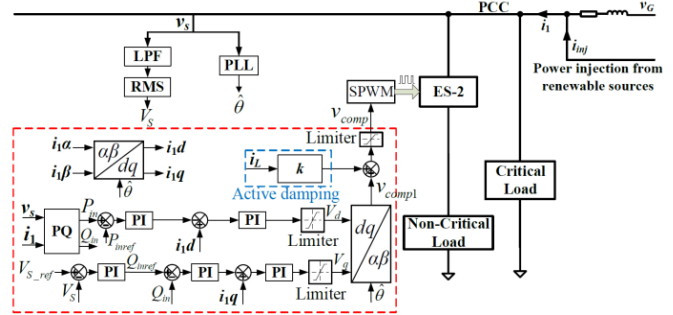 PCC
v_G
v_s
i_1
i_inj
LPF
PLL
SPWM
ES-2
Power injection from
renewable sources
RMS
θ̂
V_S
v_comp
Limiter
i_1α
αβ
i_1d
i_1β
dq
i_1q
θ̂
i_L
k
Active damping
v_comp1
Critical
Load
v_s
P_in
PI
PI
V_d
dq
i_1
PQ
Q_in
P_inref
i_1d
Limiter
Non-Critical
Load
V_S_ref
PI
Q_inref
PI
PI
V_q
αβ
V_S
Q_in
i_1q
Limiter
θ̂